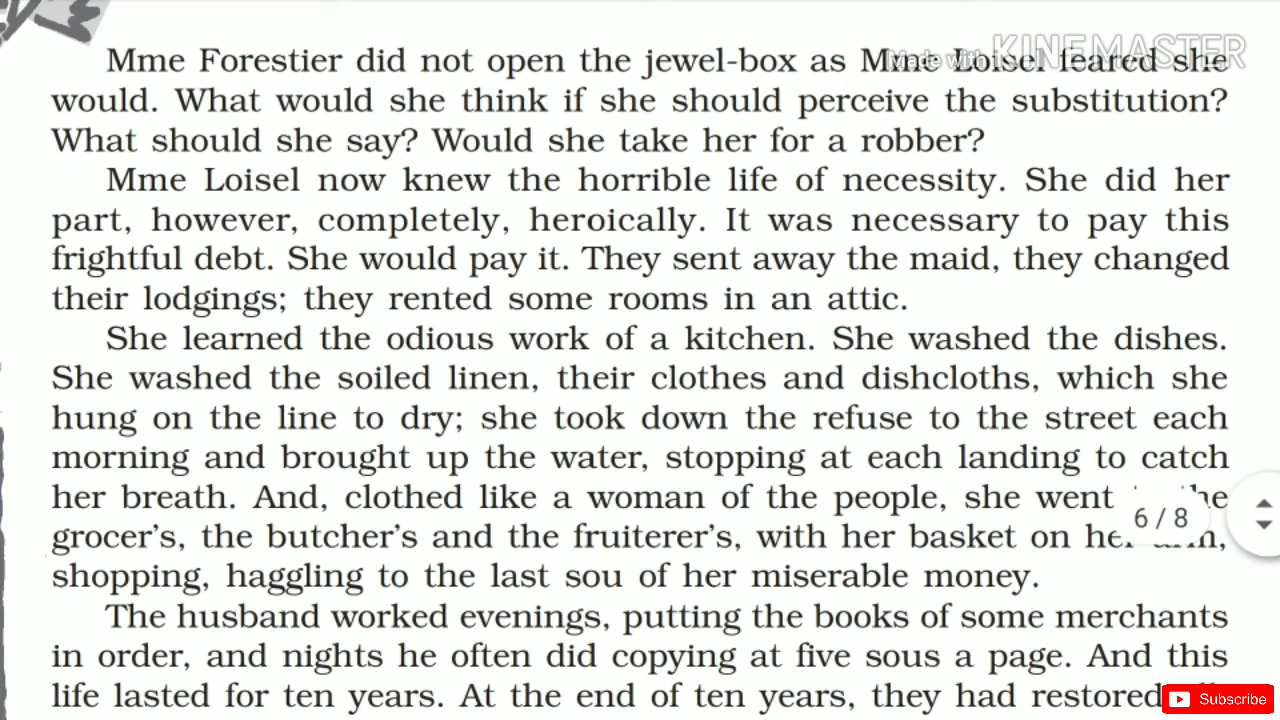 Made with KINEMASTER
Mme Forestier did not open the jewel-box as Mme Loisel feared she
would. What would she think if she should perceive the substitution?
What should she say? Would she take her for a robber?
Mme Loisel now knew the horrible life of necessity. She did her
part, however, completely, heroically. It was necessary to pay this
frightful debt. She would pay it. They sent away the maid, they changed
their lodgings; they rented some rooms in an attic.
She learned the odious work of a kitchen. She washed the dishes.
She washed the soiled linen, their clothes and dishcloths, which she
hung on the line to dry; she took down the refuse to the street each
morning and brought up the water, stopping at each landing to catch
her breath. And, clothed like a woman of the people, she went
6 / 8
grocer's, the butcher's and the fruiterer's, with her basket on
shopping, haggling to the last sou of her miserable money.
The husband worked evenings, putting the books of some merchants
in order, and nights he often did copying at five sous a page. And this
life lasted for ten years. At the end of ten years, they had restored
Subscribe